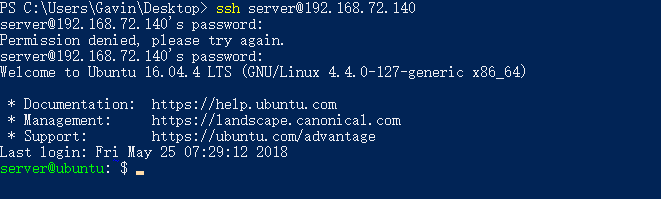 PS C:\Users\Gavin\Desktop> ssh server@192.168.72.140
server@192.168.72.140's password:
Permission denied, please try again.
server@192.168.72.140's password:
Welcome to Ubuntu 16.04.4 LTS (GNU/Linux 4.4.0-127-generic x86_64)
* Documentation: https://help.ubuntu.com
* Management: https://landscape.canonical.com
* Support: https://ubuntu.com/advantage
Last login: Fri May 25 07:29:12 2018
server@ubuntu: $